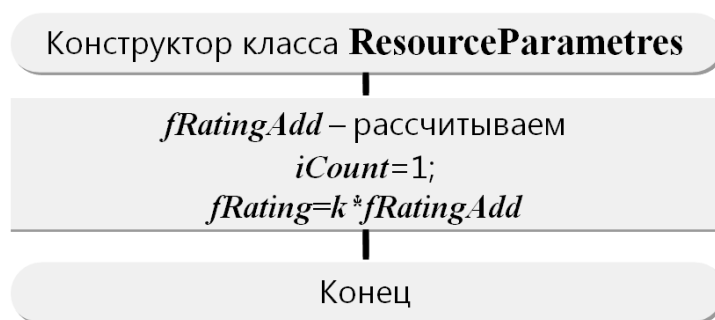 Конструктор класса ResourceParametres
fRatingAdd – рассчитываем
iCount=1;
fRating=k*fRatingAdd
Конец